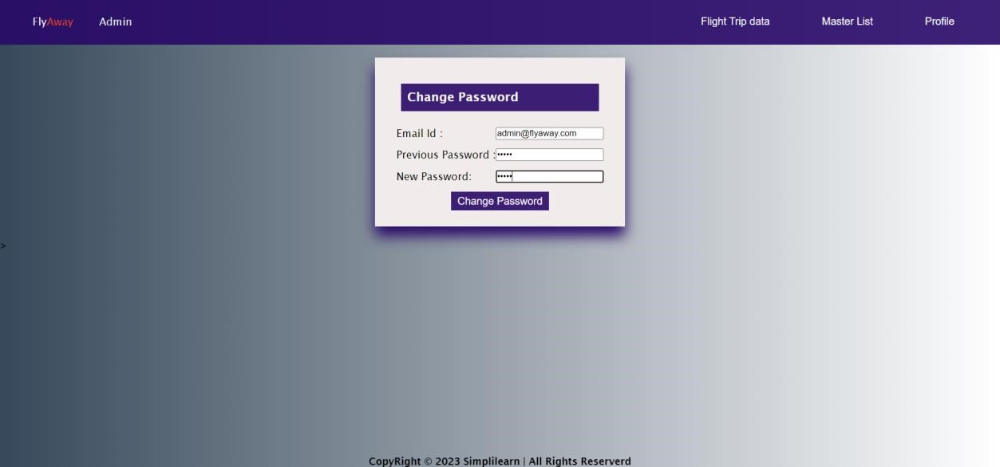 FlyAway Admin Flight Trip data Master List Profile
Change Password
Email Id : admin@flyaway.com
Previous Password : •••••
New Password: •••••
Change Password
>
CopyRight © 2023 Simplilearn | All Rights Reserverd